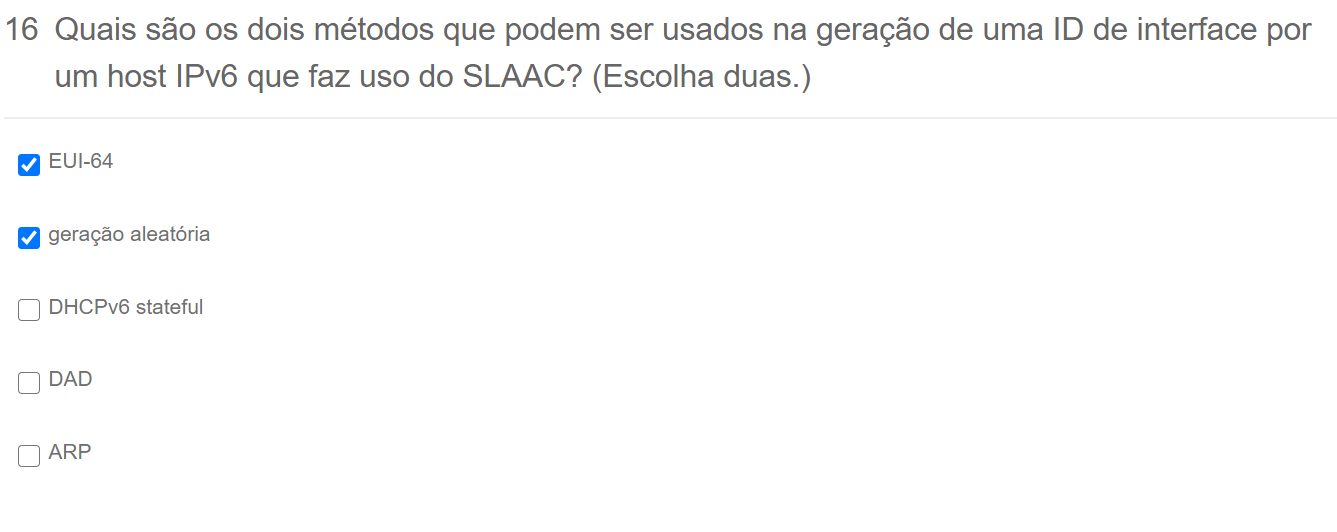 16 Quais são os dois métodos que podem ser usados na geração de uma ID de interface por
um host IPv6 que faz uso do SLAAC? (Escolha duas.)
EUI-64
geração aleatória
DHCPv6 stateful
DAD
ARP